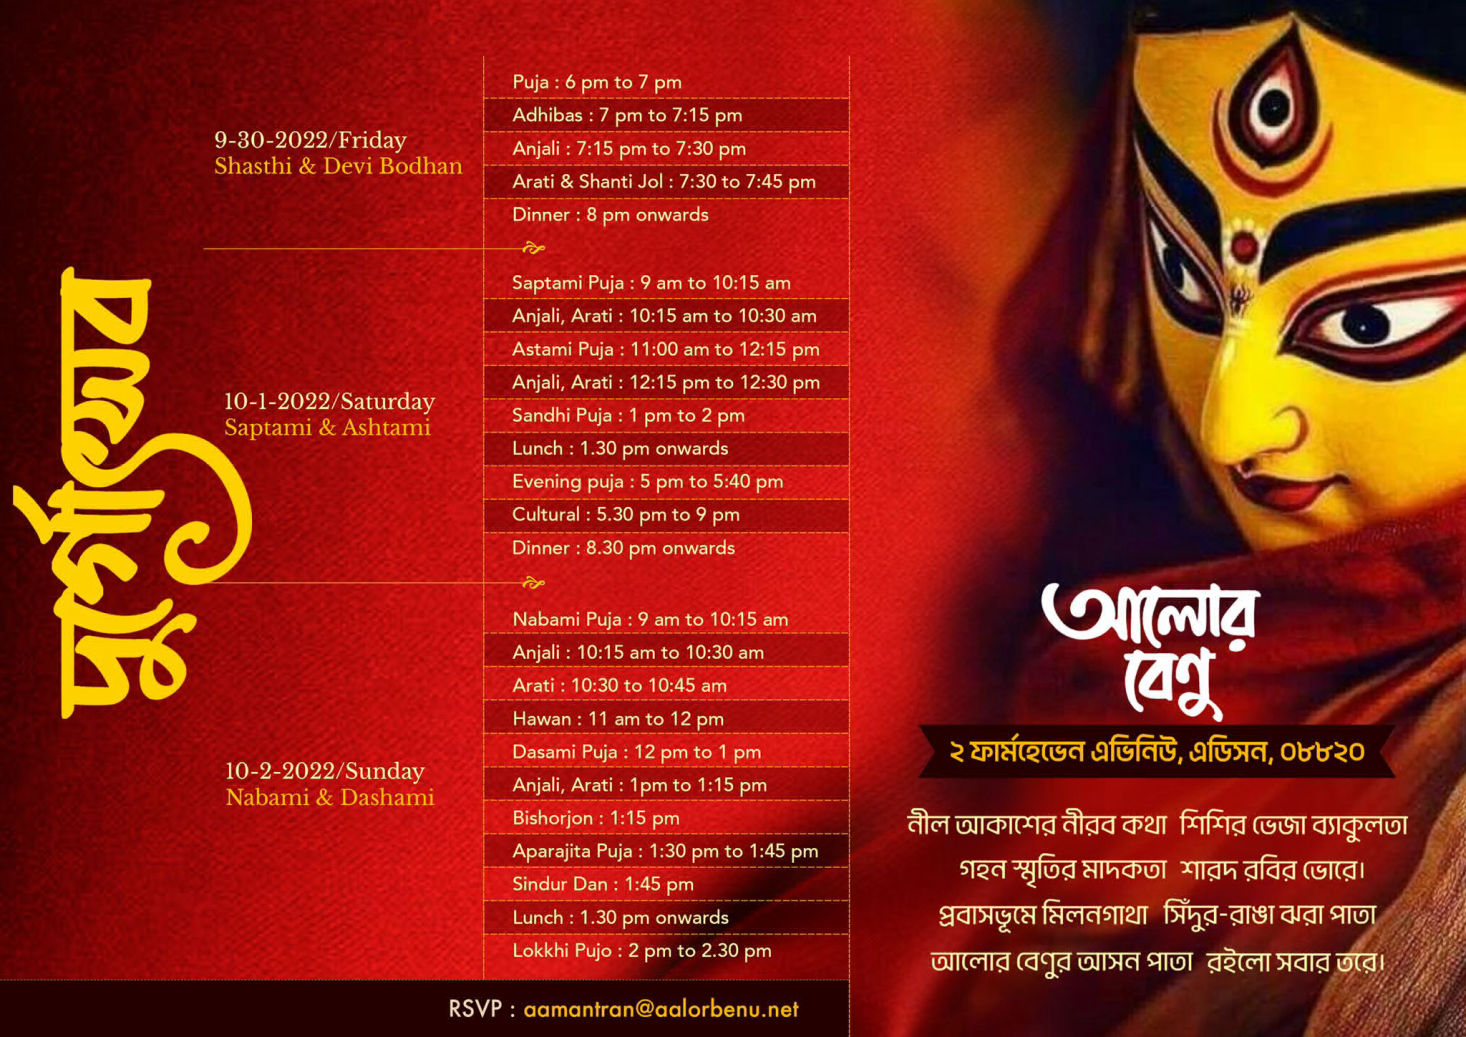 দুর্গোৎসব
9-30-2022/Friday
Shasthi & Devi Bodhan
Puja : 6 pm to 7 pm
Adhibas : 7 pm to 7:15 pm
Anjali : 7:15 pm to 7:30 pm
Arati & Shanti Jol : 7:30 to 7:45 pm
Dinner : 8 pm onwards
10-1-2022/Saturday
Saptami & Ashtami
Saptami Puja : 9 am to 10:15 am
Anjali, Arati : 10:15 am to 10:30 am
Astami Puja : 11:00 am to 12:15 pm
Anjali, Arati : 12:15 pm to 12:30 pm
Sandhi Puja : 1 pm to 2 pm
Lunch : 1.30 pm onwards
Evening puja : 5 pm to 5:40 pm
Cultural : 5.30 pm to 9 pm
Dinner : 8.30 pm onwards
10-2-2022/Sunday
Nabami & Dashami
Nabami Puja : 9 am to 10:15 am
Anjali : 10:15 am to 10:30 am
Arati : 10:30 to 10:45 am
Hawan : 11 am to 12 pm
Dasami Puja : 12 pm to 1 pm
Anjali, Arati : 1pm to 1:15 pm
Bishorjon : 1:15 pm
Aparajita Puja : 1:30 pm to 1:45 pm
Sindur Dan : 1:45 pm
Lunch : 1.30 pm onwards
Lokkhi Pujo : 2 pm to 2.30 pm
RSVP : aamantran@aalorbenu.net
আলোর
বেণু
২ ফার্মহেভেন এভিনিউ, এডিসন, ০৮৮২০
নীল আকাশের নীরব কথা শিশির ভেজা ব্যাকুলতা
গহন স্মৃতির মাদকতা শারদ রবির ভোরে।
প্রবাসভূমে মিলনগাথা সিঁদুর-রাঙা ঝরা পাতা
আলোর বেণুর আসন পাতা রইলো সবার তরে।